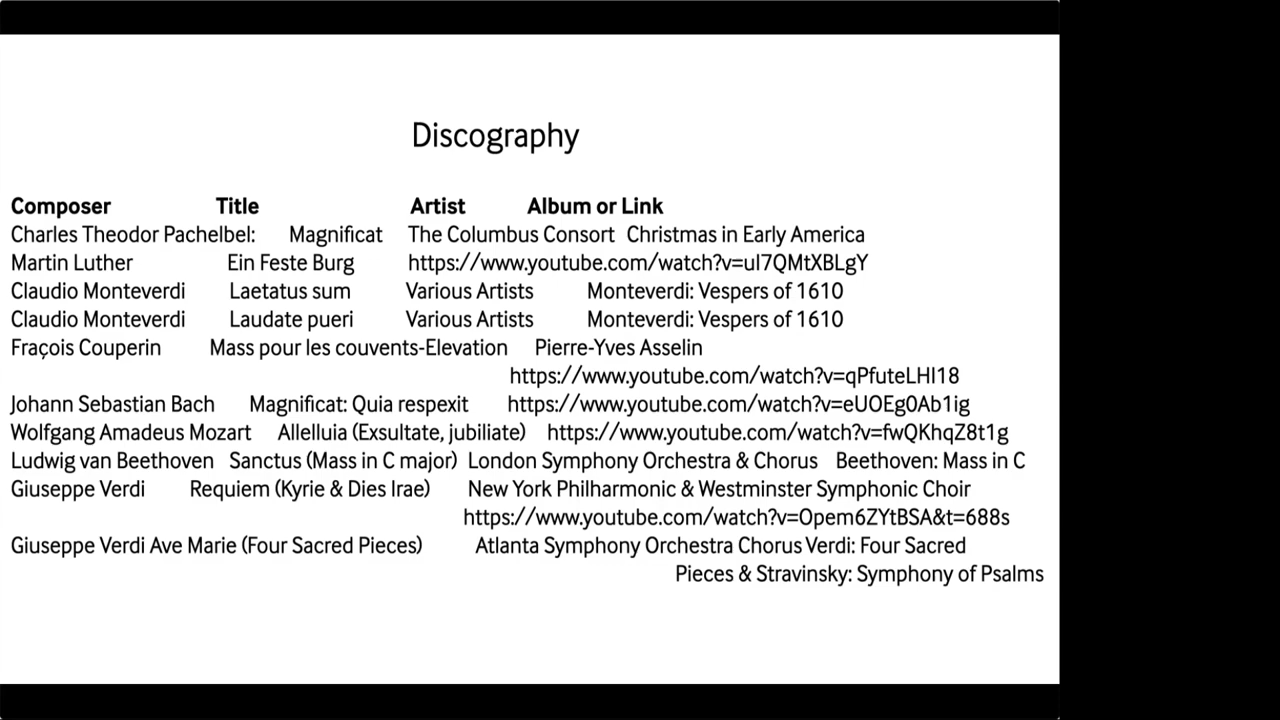 Discography
Composer Title Artist Album or Link
Charles Theodor Pachelbel: Magnificat The Columbus Consort Christmas in Early America
Martin Luther Ein Feste Burg https://www.youtube.com/watch?v=uI7QMtXBLgY
Claudio Monteverdi Laetatus sum Various Artists Monteverdi: Vespers of 1610
Claudio Monteverdi Laudate pueri Various Artists Monteverdi: Vespers of 1610
Fraçois Couperin Mass pour les couvents-Elevation Pierre-Yves Asselin
https://www.youtube.com/watch?v=qPfuteLHI18
Johann Sebastian Bach Magnificat: Quia respexit https://www.youtube.com/watch?v=eUOEg0Ab1ig
Wolfgang Amadeus Mozart Allelluia (Exsultate, jubiliate) https://www.youtube.com/watch?v=fwQKhqZ8t1g
Ludwig van Beethoven Sanctus (Mass in C major) London Symphony Orchestra & Chorus Beethoven: Mass in C
Giuseppe Verdi Requiem (Kyrie & Dies Irae) New York Philharmonic & Westminster Symphonic Choir
https://www.youtube.com/watch?v=Opem6ZYtBSA&t=688s
Giuseppe Verdi Ave Marie (Four Sacred Pieces) Atlanta Symphony Orchestra Chorus Verdi: Four Sacred
Pieces & Stravinsky: Symphony of Psalms